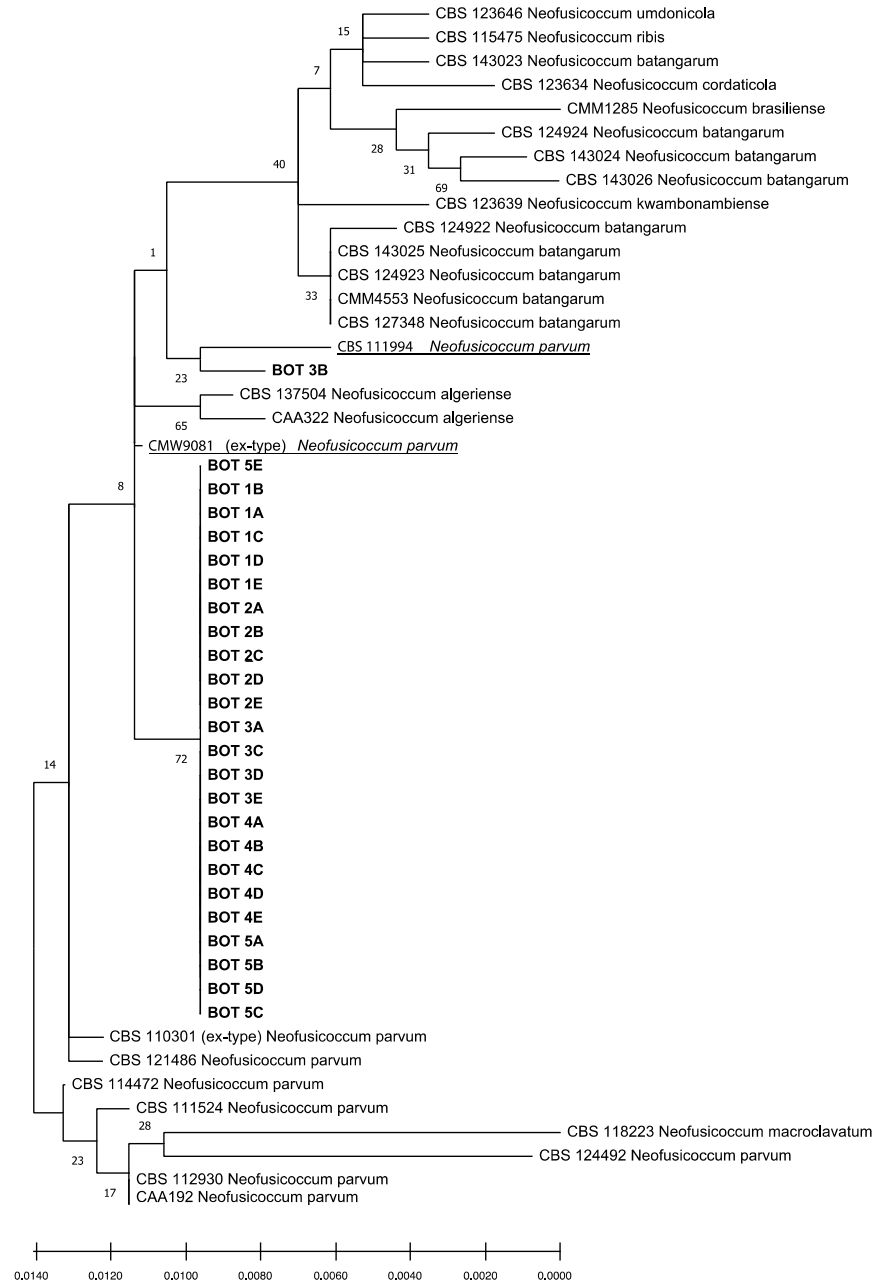 CBS 123646 Neofusicoccum umdonicola
15
CBS 115475 Neofusicoccum ribis
CBS 143023 Neofusicoccum batangarum
7
CBS 123634 Neofusicoccum cordaticola
CMM1285 Neofusicoccum brasiliense
CBS 124924 Neofusicoccum batangarum
28
CBS 143024 Neofusicoccum batangarum
40
31
CBS 143026 Neofusicoccum batangarum
69
CBS 123639 Neofusicoccum kwambonambiense
CBS 124922 Neofusicoccum batangarum
1
CBS 143025 Neofusicoccum batangarum
CBS 124923 Neofusicoccum batangarum
33
CMM4553 Neofusicoccum batangarum
CBS 127348 Neofusicoccum batangarum
CBS 111994 Neofusicoccum parvum
BOT 3B
23
CBS 137504 Neofusicoccum algeriense
CAA322 Neofusicoccum algeriense
65
CMW9081 (ex-type) Neofusicoccum parvum
BOT 5E
8
BOT 1B
BOT 1A
BOT 1C
BOT 1D
BOT 1E
BOT 2A
BOT 2B
BOT 2C
BOT 2D
BOT 2E
BOT 3A
BOT 3C
72
14
BOT 3D
BOT 3E
BOT 4A
BOT 4B
BOT 4C
BOT 4D
BOT 4E
BOT 5A
BOT 5B
BOT 5D
BOT 5C
CBS 110301 (ex-type) Neofusicoccum parvum
CBS 121486 Neofusicoccum parvum
CBS 114472 Neofusicoccum parvum
CBS 111524 Neofusicoccum parvum
28
CBS 118223 Neofusicoccum macroclavatum
CBS 124492 Neofusicoccum parvum
23
CBS 112930 Neofusicoccum parvum
17
CAA192 Neofusicoccum parvum
0.0140 0.0120 0.0100 0.0080 0.0060 0.0040 0.0020 0.0000